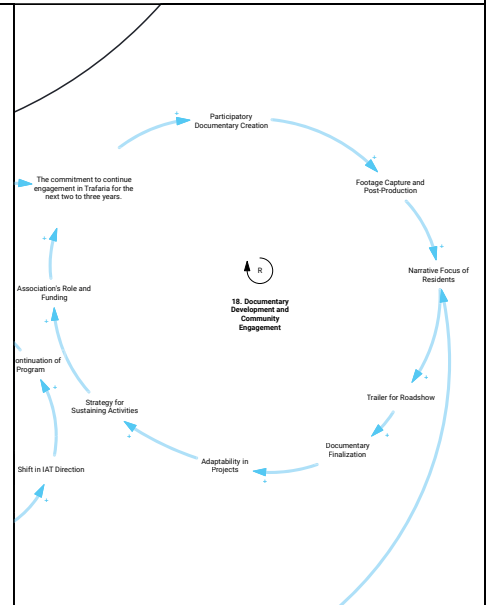 +
Participatory
Documentary Creation
+
The commitment to continue
engagement in Trafaria for the
next two to three years.
Footage Capture and
Post-Production
+
+
R
Narrative Focus of
Residents
18. Documentary
Development and
Community
Engagement
Association's Role and
Funding
+
ontinuation of
Program
+
+
Trailer for Roadshow
Strategy for
Sustaining Activities
+
+
Documentary
Finalization
Adaptability in
Projects
+
Shift in IAT Direction
+